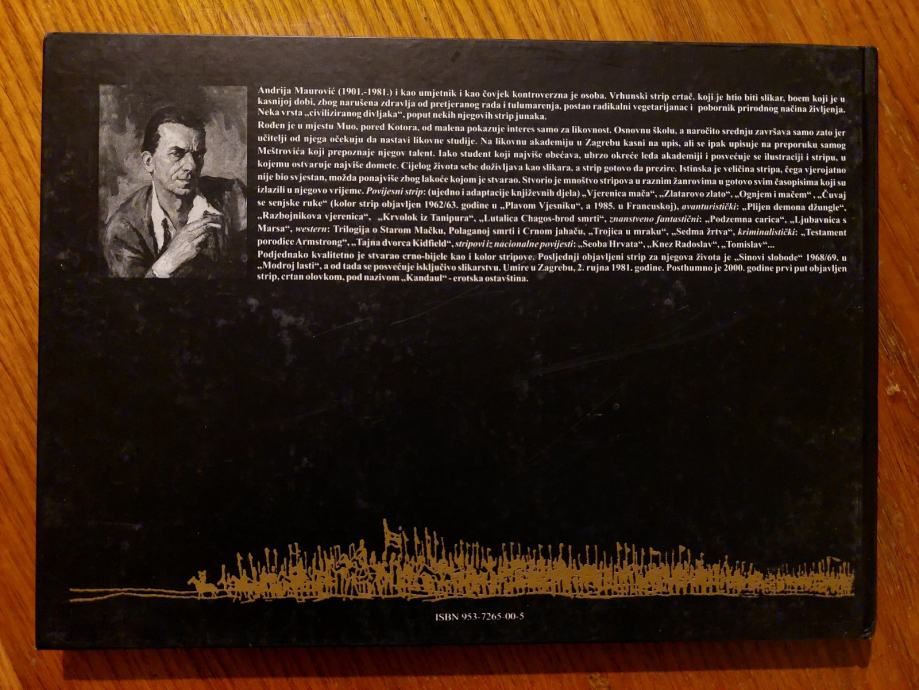 Andrija Maurović (1901.-1981.) i kao umjetnik i kao čovjek kontroverzna je osoba. Vrhunski strip crtač, koji je htio biti slikar, boem koji je u
kasnijoj dobi, zbog narušena zdravlja od pretjeranog rada i tulumarenja, postao radikalni vegetarijanac i pobornik prirodnog načina življenja.
Neka vrsta „civiliziranog divljaka“, poput nekih njegovih strip junaka.
Rođen je u mjestu Muo, pored Kotora, od malena pokazuje interes samo za likovnost. Osnovnu školu, a naročito srednju završava samo zato jer
učitelji od njega očekuju da nastavi likovne studije. Na likovnu akademiju u Zagrebu kasni na upis, ali se ipak upisuje na preporuku samog
Meštrovića koji prepoznaje njegov talent. Iako student koji najviše obećava, ubrzo okreće leđa akademiji i posvećuje se ilustraciji i stripu, u
kojemu ostvaruje najviše domete. Cijelog života sebe doživljava kao slikara, a strip gotovo da prezire. Istinska je veličina stripa, čega vjerojatno
nije bio svjestan, možda ponajviše zbog lakoće kojom je stvarao. Stvorio je mnoštvo stripova u raznim žanrovima u gotovo svim časopisima koji su
izlazili u njegovo vrijeme. Povijesni strip: (ujedno i adaptacije književnih djela) „Vjerenica mača“, „Zlatarovo zlato“, „Ognjem i mačem“, „Čuvaj
se senjske ruke“ (kolor strip objavljen 1962/63. godine u „Plavom Vjesniku“, a 1985. u Francuskoj), avanturistički: „Plijen demona džungle“,
„Razbojnikova vjerenica“, „Krvolok iz Tanipura“, „Lutalica Chagos-brod smrti“, znanstveno fantastični: „Podzemna carica“, „Ljubavnica s
Marsa“, western: Trilogija o Starom Mačku, Polaganoj smrti i Crnom jahaču, „Trojica u mraku“, „Sedma žrtva“, kriminalistički: „Testament
porodice Armstrong“, „Tajna dvorca Kidfield“, stripovi iz nacionalne povijesti: „Seoba Hrvata“, „Knez Radoslav“, „Tomislav“...
Podjednako kvalitetno je stvarao crno-bijele kao i kolor stripove. Posljednji objavljeni strip za njegova života je „Sinovi slobode“ 1968/69. u
„Modroj lasti“, a od tada se posvećuje isključivo slikarstvu. Umire u Zagrebu, 2. rujna 1981. godine. Posthumno je 2000. godine prvi put objavljen
strip, crtan olovkom, pod nazivom „Kandaul“ - erotska ostavština.
ISBN 953-7265-00-5